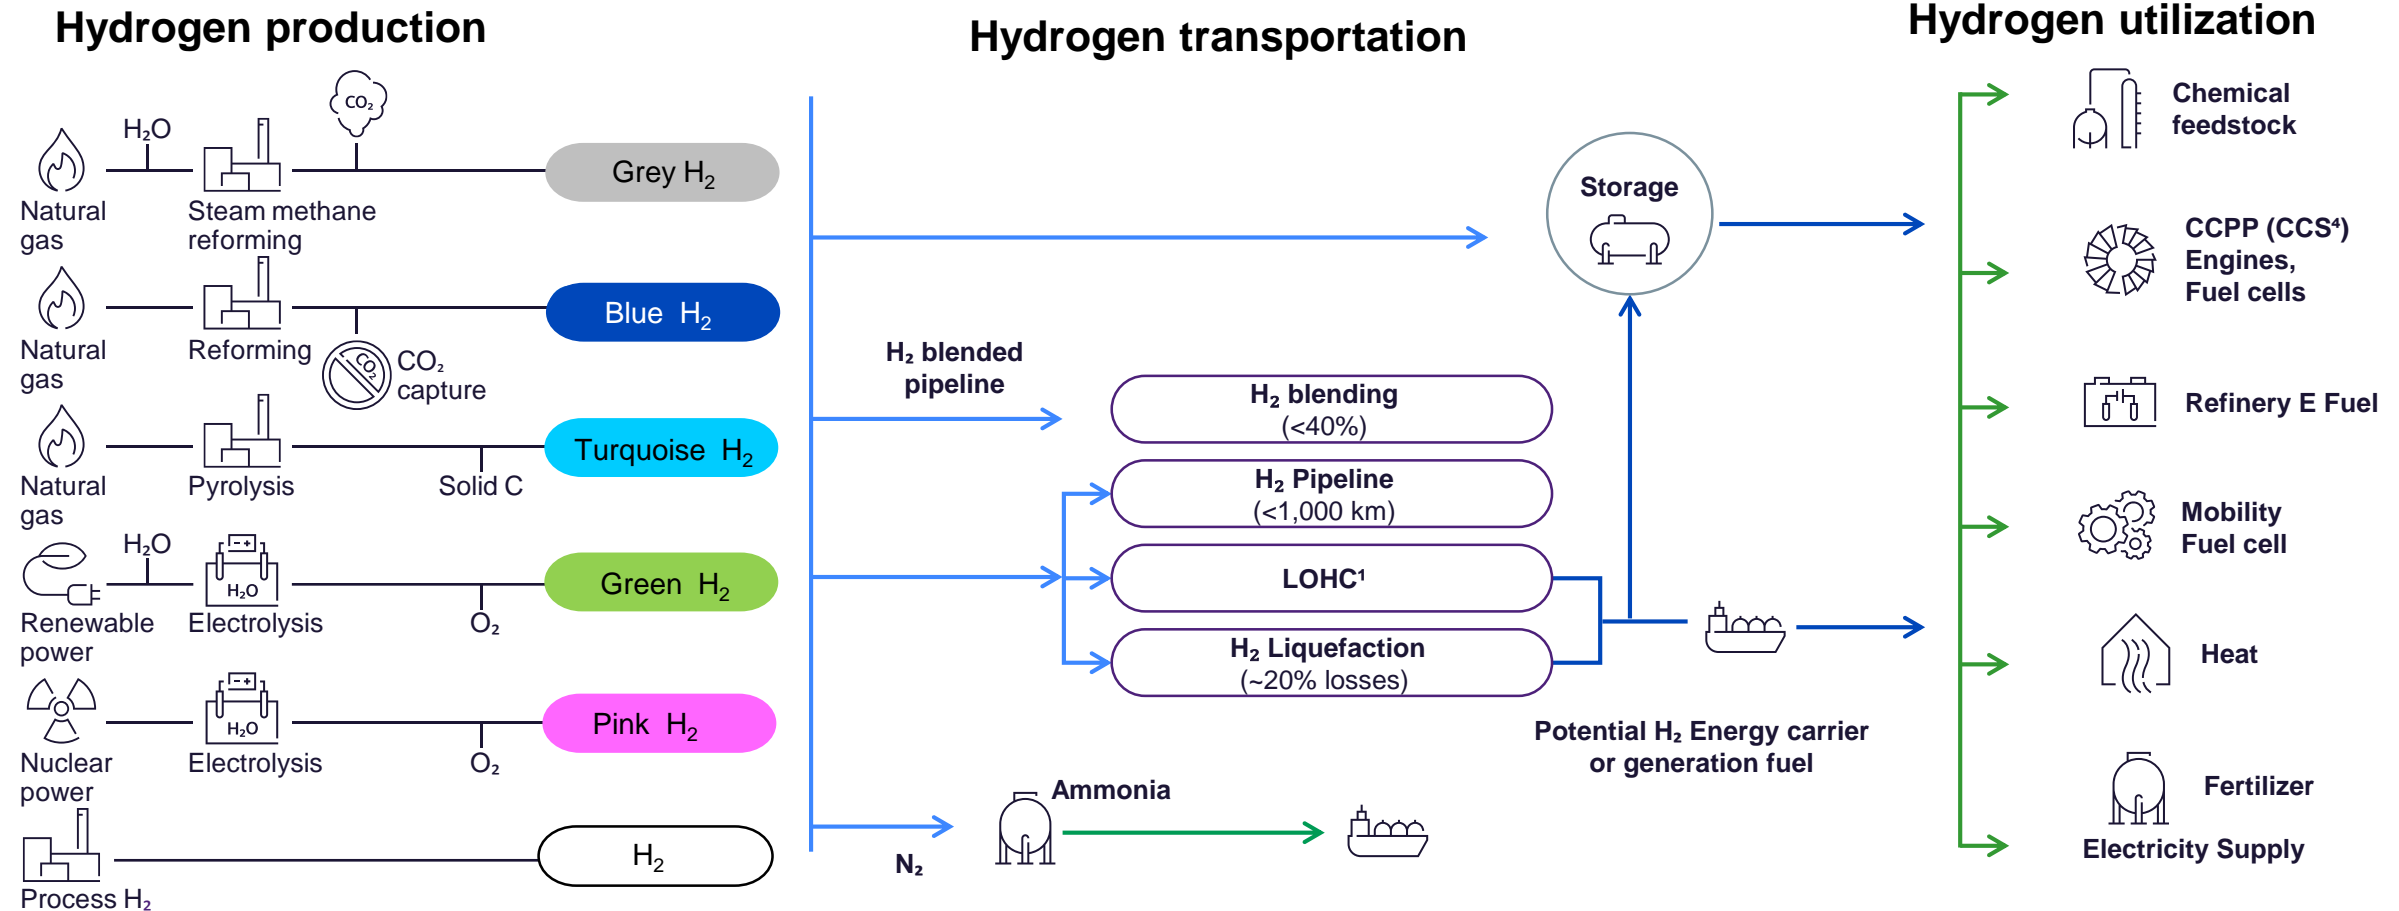 Hydrogen production
H₂O
CO₂
Natural
gas
Steam methane
reforming
Grey H₂
Natural
gas
Reforming
CO₂
CO₂
capture
Blue H₂
Natural
gas
Pyrolysis
Solid C
Turquoise H₂
H₂O
Renewable
power
- +
H₂O
Electrolysis
O₂
Green H₂
Nuclear
power
- +
H₂O
Electrolysis
O₂
Pink H₂
Process H₂
H₂
Hydrogen transportation
Storage
H₂ blended
pipeline
H₂ blending
(<40%)
H₂ Pipeline
(<1,000 km)
LOHC¹
H₂ Liquefaction
(~20% losses)
Potential H₂ Energy carrier
or generation fuel
N₂
Ammonia
Hydrogen utilization
Chemical
feedstock
CCPP (CCS⁴)
Engines,
Fuel cells
Refinery E Fuel
Mobility
Fuel cell
Heat
Fertilizer
Electricity Supply